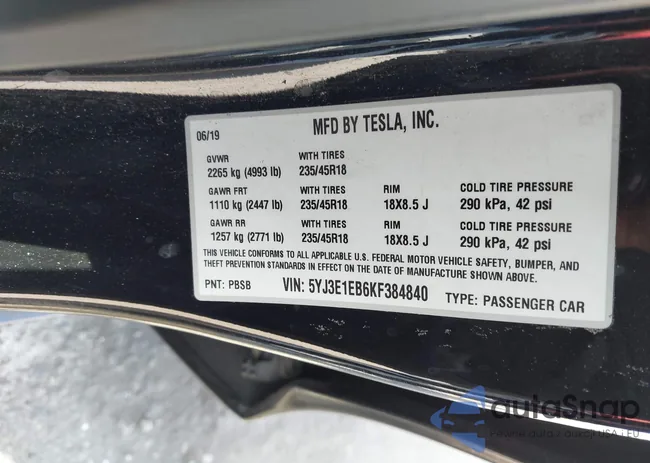 06/19 MFD BY TESLA, INC.
GVWR WITH TIRES
2265 kg (4993 lb) 235/45R18
GAWR FRT WITH TIRES RIM COLD TIRE PRESSURE
1110 kg (2447 lb) 235/45R18 18X8.5 J 290 kPa, 42 psi
GAWR RR WITH TIRES RIM COLD TIRE PRESSURE
1257 kg (2771 lb) 235/45R18 18X8.5 J 290 kPa, 42 psi
THIS VEHICLE CONFORMS TO ALL APPLICABLE U.S. FEDERAL MOTOR VEHICLE SAFETY, BUMPER, AND
THEFT PREVENTION STANDARDS IN EFFECT ON THE DATE OF MANUFACTURE SHOWN ABOVE.
PNT: PBSB VIN: 5YJ3E1EB6KF384840 TYPE: PASSENGER CAR
autoSnap